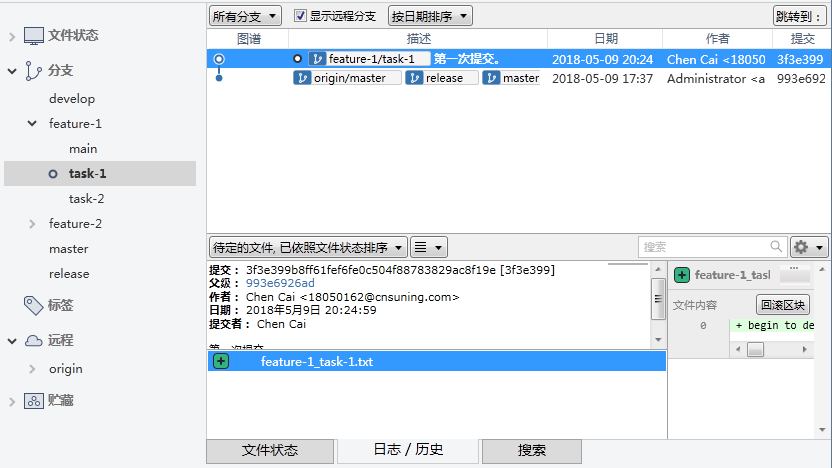 文件状态
分支
develop
feature-1
main
task-1
task-2
feature-2
master
release
标签
远程
origin
贮藏
所有分支 显示远程分支 按日期排序 跳转到：
图谱 描述 日期 作者 提交
feature-1/task-1 第一次提交。 2018-05-09 20:24 Chen Cai <18050 3f3e399
origin/master release master 2018-05-09 17:37 Administrator <a 993e692
待定的文件, 已依照文件状态排序 搜索
提交： 3f3e399b8ff61fef6fe0c504f88783829ac8f19e [3f3e399]
父级： 993e6926ad
作者： Chen Cai <18050162@cnsuning.com>
日期： 2018年5月9日 20:24:59
提交者： Chen Cai
第一次提交
feature-1_task-1.txt
feature-1_tas
文件内容 回滚区块
0 + begin to de
文件状态 日志 / 历史 搜索